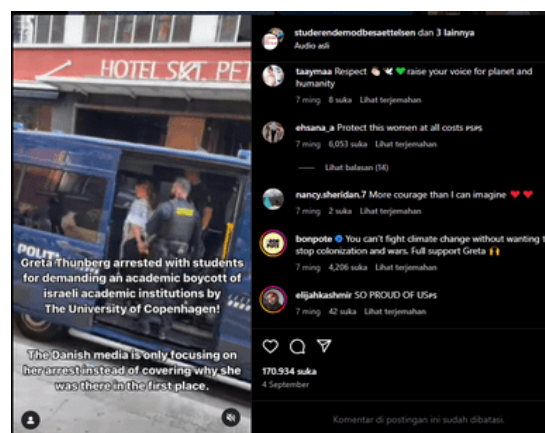 HOTEL SKT. PET
POLITI
Greta Thunberg arrested with students
for demanding an academic boycott of
israeli academic institutions by
The University of Copenhagen!
The Danish media is only focusing on
her arrest instead of covering why she
was there in the first place.
studerendemodbesaettelsen dan 3 lainnya
Audio asli
taaymaa Respect 👏🏻 🕊️ 💚 raise your voice for planet and
humanity
7 ming 8 suka Lihat terjemahan
ehsana_a Protect this women at all costs 🇵🇸🇵🇸
7 ming 6,053 suka Lihat terjemahan
Lihat balasan (14)
nancy.sheridan.7 More courage than I can imagine ❤️ ❤️
7 ming 2 suka Lihat terjemahan
bonpote You can't fight climate change without wanting t
stop colonization and wars. Full support Greta 🙌
7 ming 4,206 suka Lihat terjemahan
elijahkashmir SO PROUD OF US🇵🇸
7 ming 42 suka Lihat terjemahan
170.934 suka
4 September
Komentar di postingan ini sudah dibatasi.